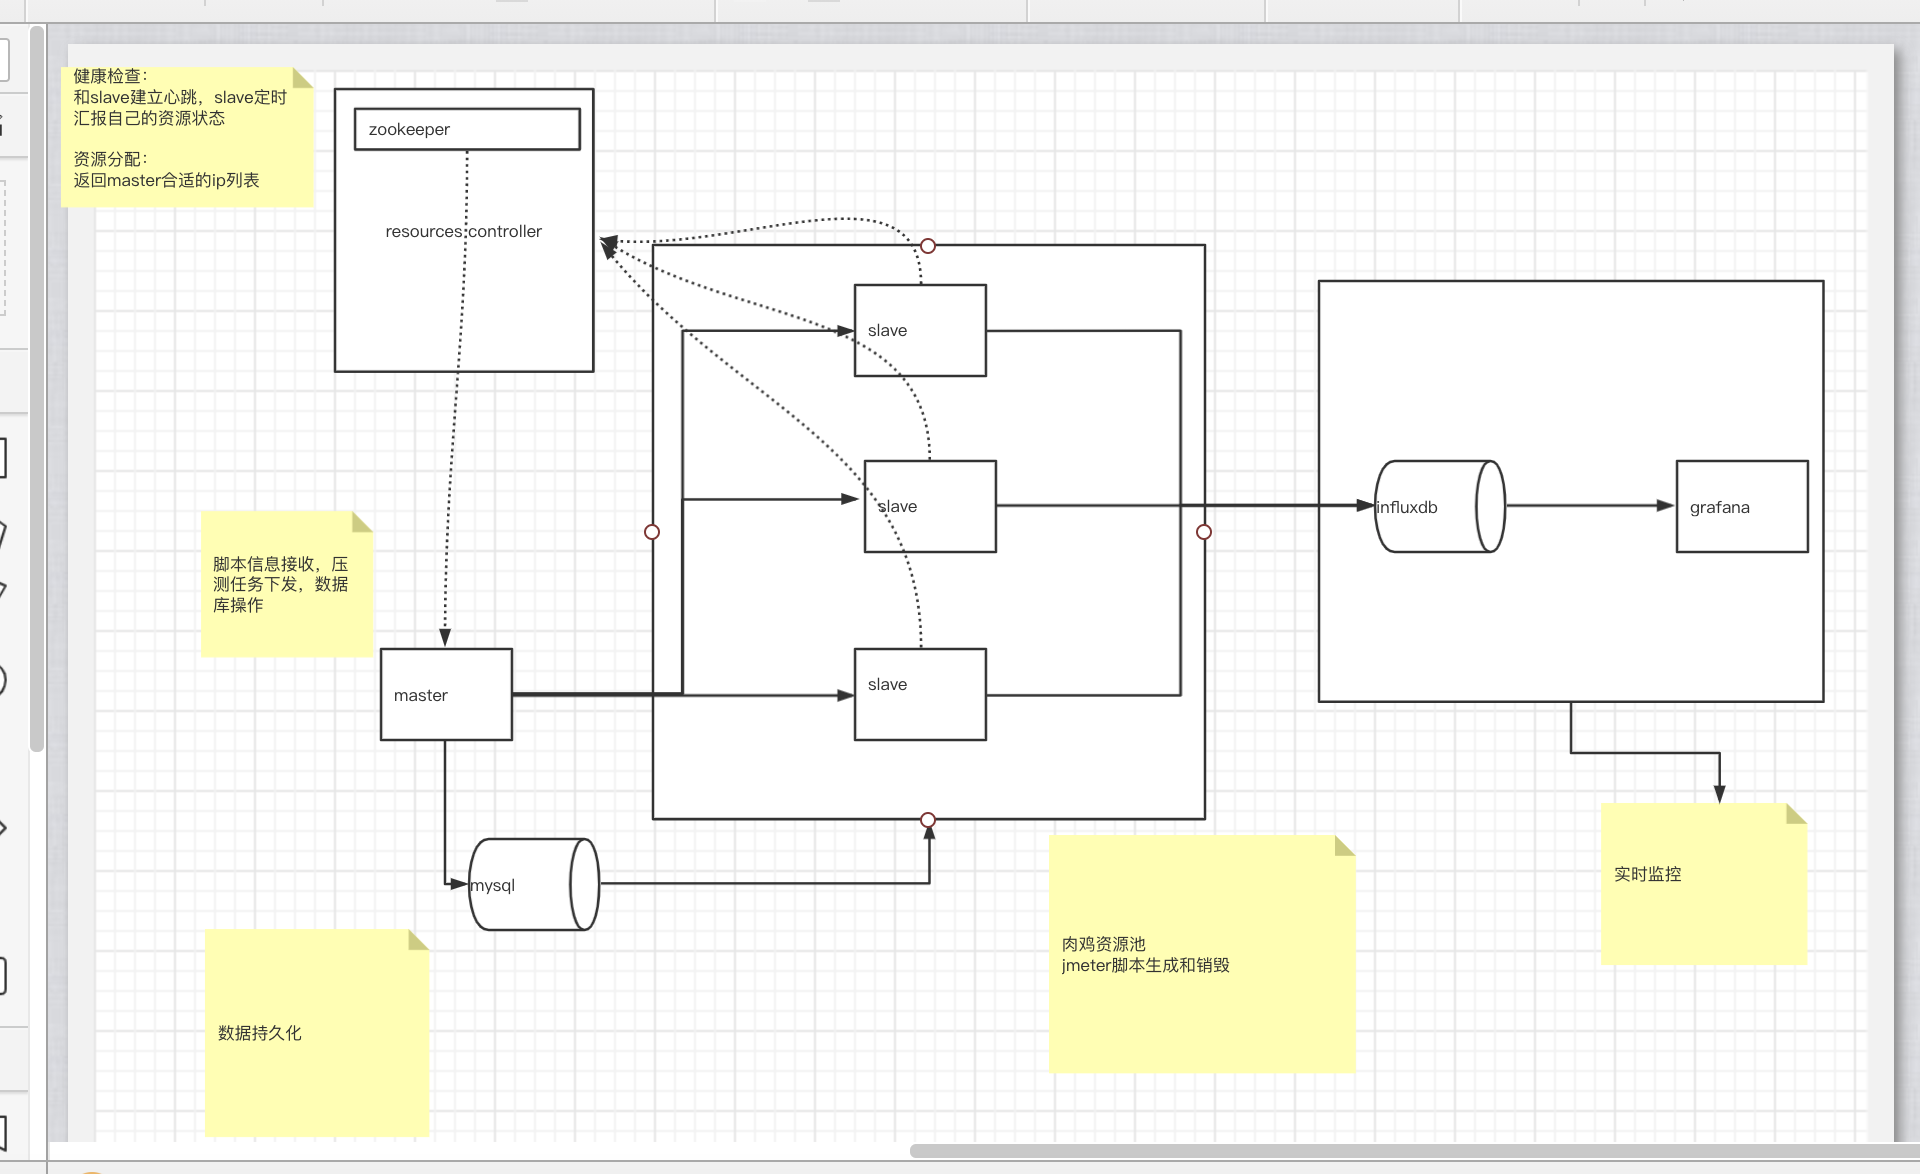 健康检查：
和slave建立心跳，slave定时
汇报自己的资源状态
资源分配：
返回master合适的ip列表
zookeeper
resources controller
slave
slave
slave
influxdb
grafana
脚本信息接收，压
测任务下发，数据
库操作
master
mysql
实时监控
肉鸡资源池
jmeter脚本生成和销毁
数据持久化